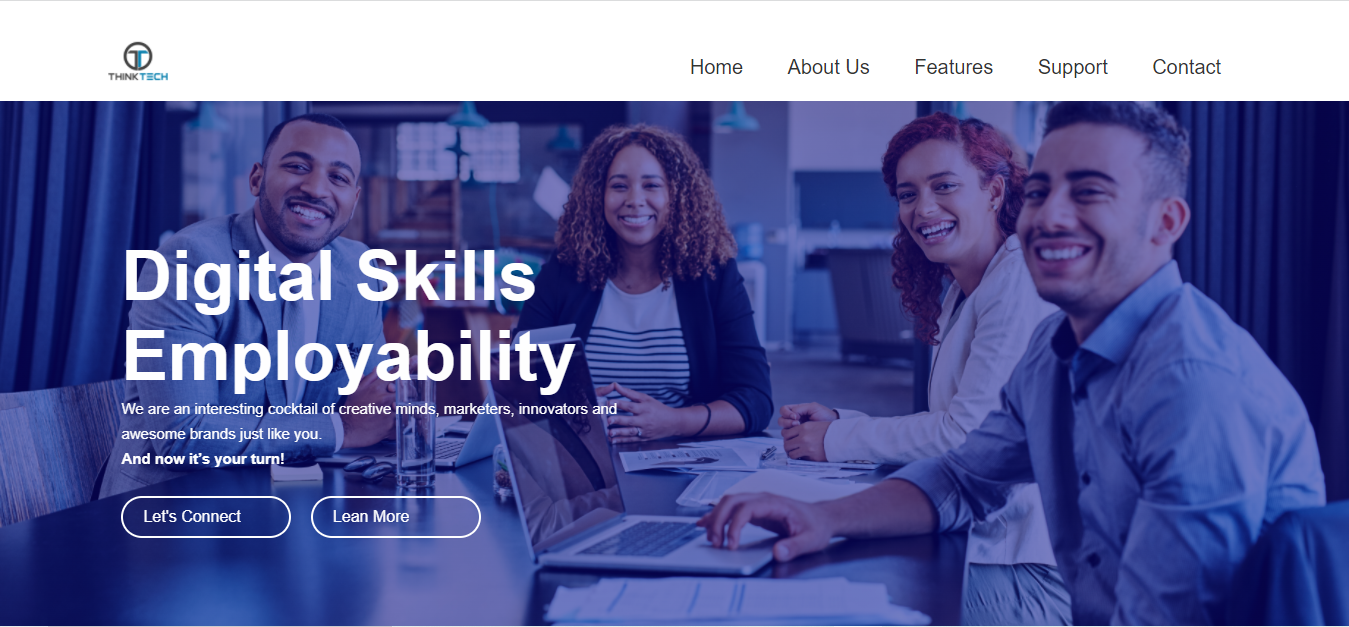 THINKTECH
Home About Us Features Support Contact
Digital Skills
Employability
We are an interesting cocktail of creative minds, marketers, innovators and
awesome brands just like you.
And now it's your turn!
Let's Connect Lean More